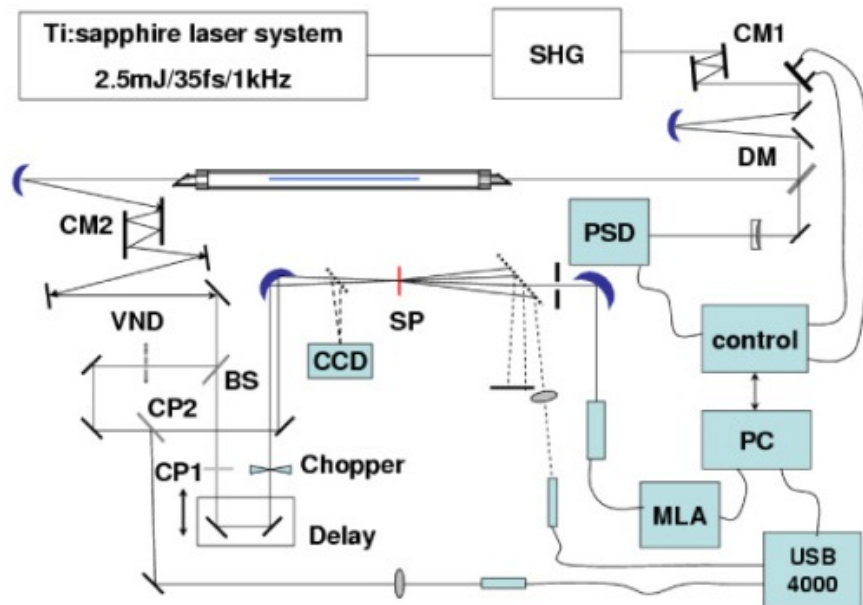 Ti:sapphire laser system
2.5mJ/35fs/1kHz
SHG
CM1
DM
CM2
PSD
VND
SP
CCD
control
BS
CP2
PC
CP1
Chopper
MLA
Delay
USB
4000